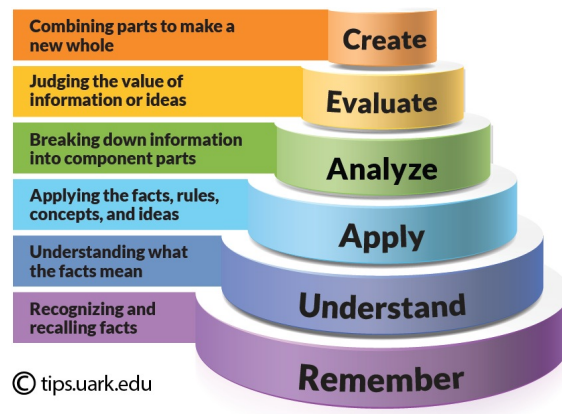 Combining parts to make a
new whole
Create
Judging the value of
information or ideas
Evaluate
Breaking down information
into component parts
Analyze
Applying the facts, rules,
concepts, and ideas
Apply
Understanding what
the facts mean
Understand
Recognizing and
recalling facts
Remember
© tips.uark.edu